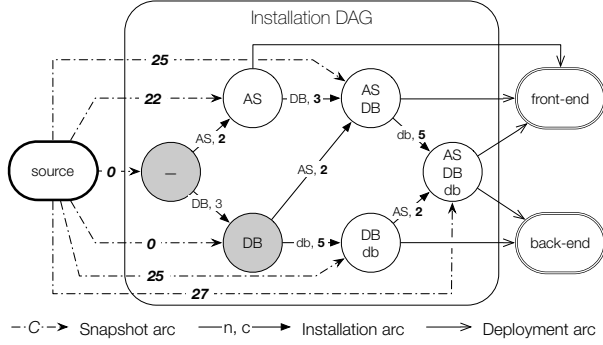 Installation DAG
25
22
AS
DB, 3
AS
DB
front-end
AS, 2
db, 5
source
0
–
AS, 2
AS
DB
db
DB, 3
AS, 2
0
DB
db, 5
DB
db
back-end
25
27
C Snapshot arc n, c Installation arc Deployment arc